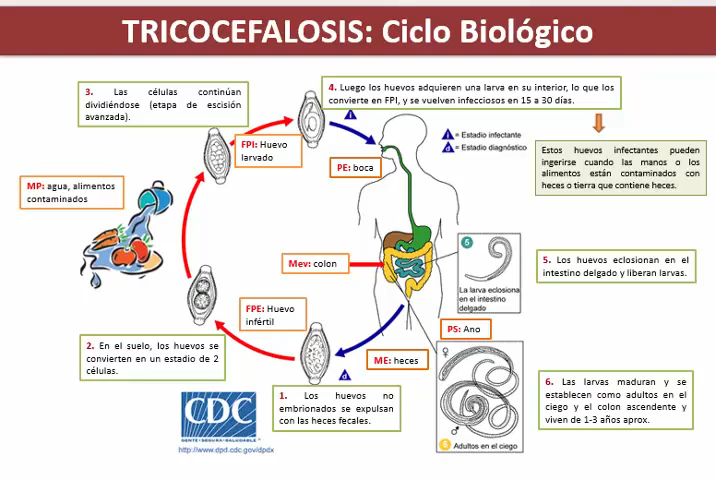 TRICOCEFALOSIS: Ciclo Biológico
3. Las células continúan
dividiéndose (etapa de escisión
avanzada).
4. Luego los huevos adquieren una larva en su interior, lo que los
convierte en FPI, y se vuelven infecciosos en 15 a 30 días.
i
i = Estadio infectante
d = Estadio diagnóstico
FPI: Huevo
larvado
PE: boca
Estos huevos infectantes pueden
ingerirse cuando las manos o los
alimentos están contaminados con
heces o tierra que contiene heces.
MP: agua, alimentos
contaminados
Mev: colon
5
La larva eclosiona
en el intestino
delgado
5. Los huevos eclosionan en el
intestino delgado y liberan larvas.
FPE: Huevo
infértil
PS: Ano
2. En el suelo, los huevos se
convierten en un estadio de 2
células.
ME: heces
♀
♂
6 Adultos en el ciego
6. Las larvas maduran y se
establecen como adultos en el
ciego y el colon ascendente y
viven de 1-3 años aprox.
d
1. Los huevos no
embrionados se expulsan
con las heces fecales.
CDC
GENTE·SEGURA·SALUDABLE™
http://www.dpd.cdc.gov/dpdx